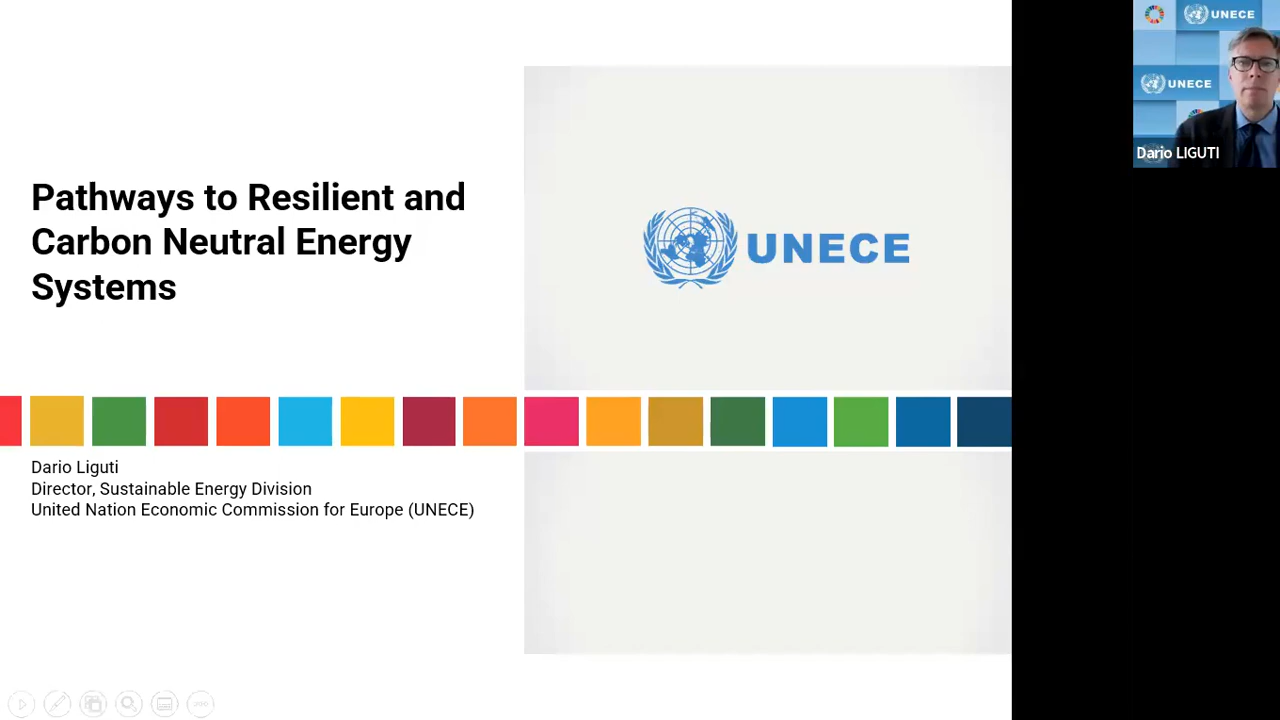 Pathways to Resilient and
Carbon Neutral Energy
Systems
UNECE
Dario Liguti
Director, Sustainable Energy Division
United Nation Economic Commission for Europe (UNECE)
UNECE
UNECE
Dario LIGUTI